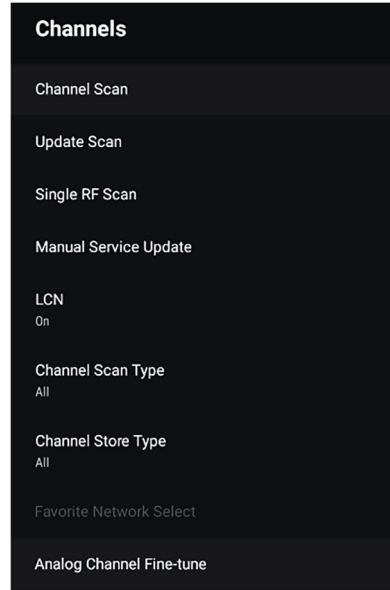 Channels
Channel Scan
Update Scan
Single RF Scan
Manual Service Update
LCN
On
Channel Scan Type
All
Channel Store Type
All
Favorite Network Select
Analog Channel Fine-tune